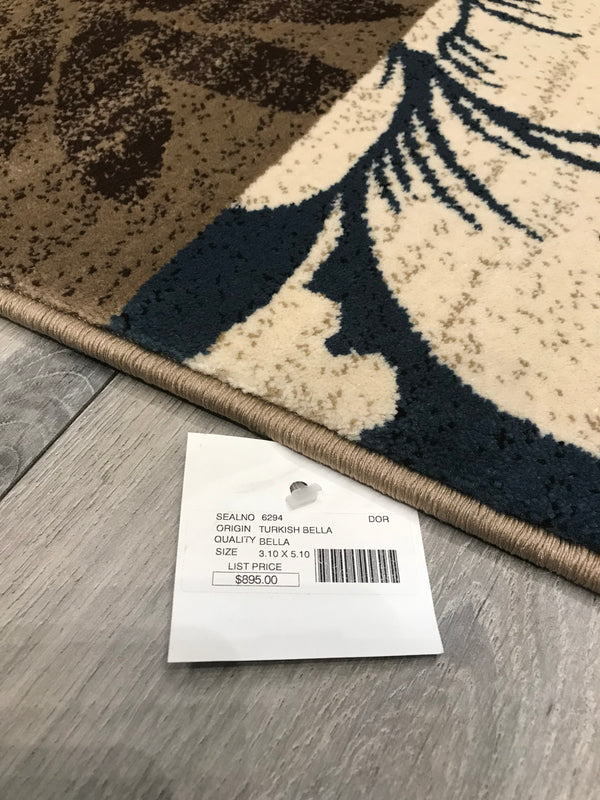 SEALNO 6294 DOR
ORIGIN TURKISH BELLA
QUALITY BELLA
SIZE 3.10 X 5.10
LIST PRICE
$895.00